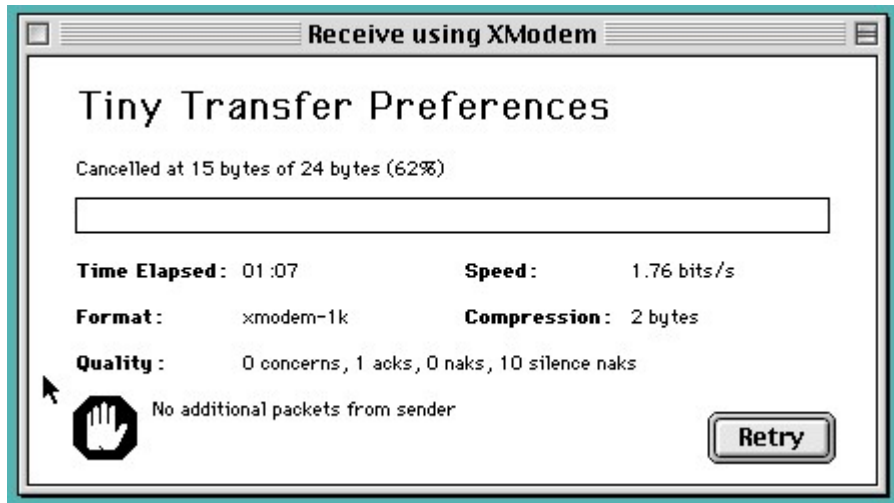 Receive using XModem
Tiny Transfer Preferences
Cancelled at 15 bytes of 24 bytes (62%)
Time Elapsed: 01:07 Speed: 1.76 bits/s
Format: xmodem-1k Compression: 2 bytes
Quality: 0 concerns, 1 acks, 0 naks, 10 silence naks
No additional packets from sender
Retry